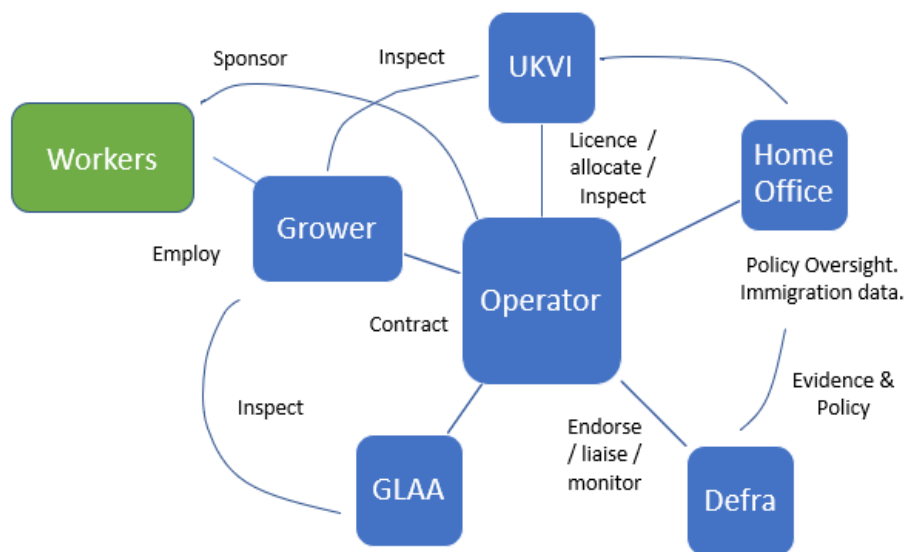 Sponsor
Inspect
UKVI
Workers
Licence /
allocate /
Inspect
Home
Office
Grower
Employ
Operator
Policy Oversight.
Immigration data.
Contract
Inspect
Evidence &
Policy
Endorse
/ liaise /
monitor
GLAA
Defra